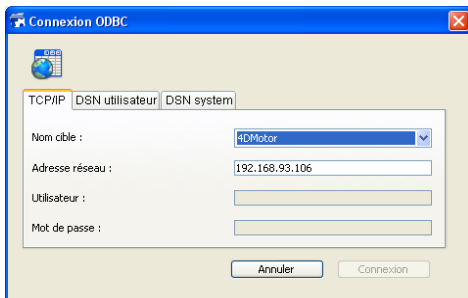 Connexion ODBC
TCP/IP DSN utilisateur DSN system
Nom cible : 4DMotor
Adresse réseau : 192.168.93.106
Utilisateur :
Mot de passe :
Annuler Connexion